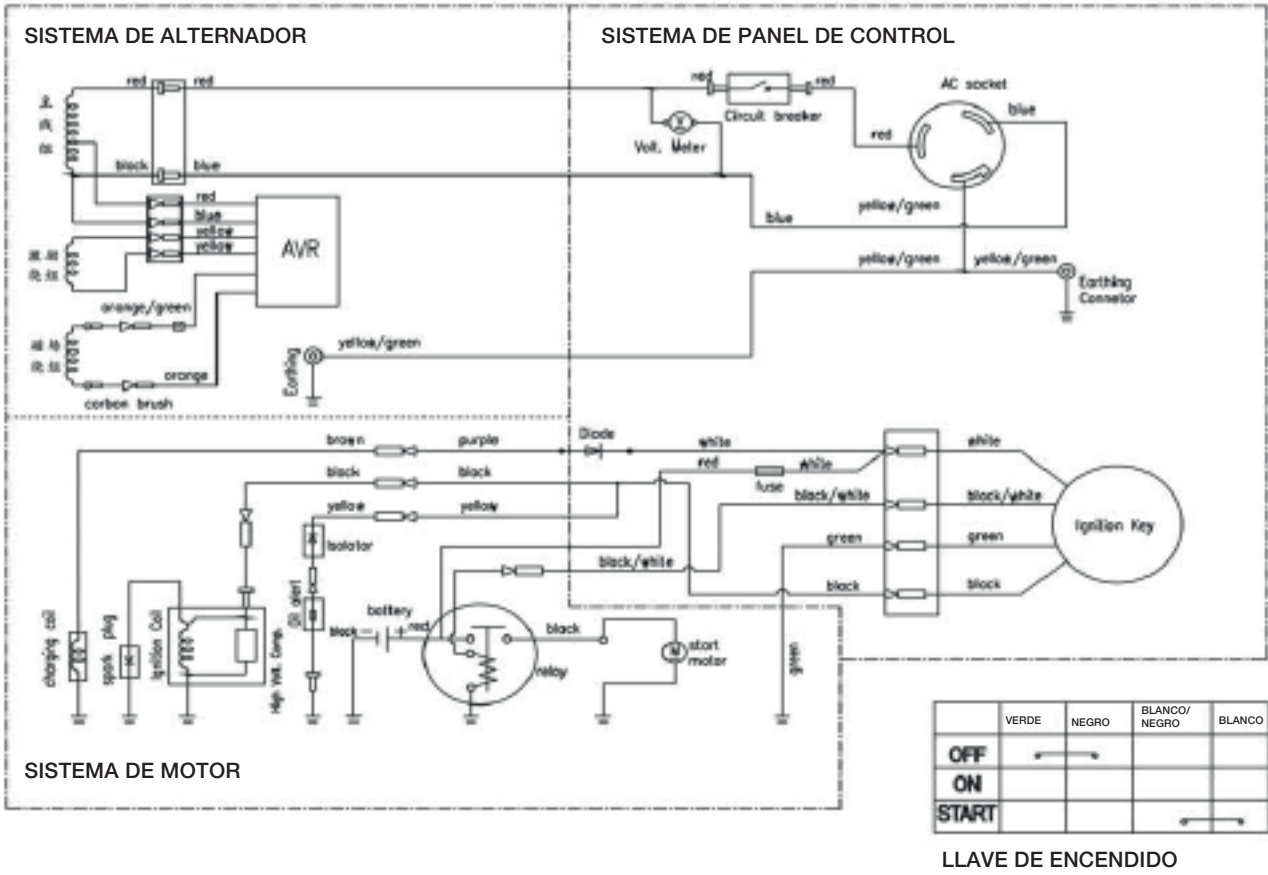 SISTEMA DE ALTERNADOR
SISTEMA DE PANEL DE CONTROL
red
red
red
red
AC socket
Circuit breaker
blue
Volt. Meter
red
black
blue
red
blue
yellow
yellow
AVR
yellow/green
blue
yellow/green
yellow/green
Earthing
Connetor
orange/green
yellow/green
Earthing
orange
carbon brush
brown
purple
Diode
white
white
red
white
fuse
black
black
black/white
black/white
Ignition Key
yellow
yellow
Isolator
green
green
black/white
black
black
charging coil
spark plug
Ignition Coil
High Volt. Comp.
Oil alert
battery
black
-
+
red
black
relay
M
start
motor
green
SISTEMA DE MOTOR
VERDE
NEGRO
BLANCO/
NEGRO
BLANCO
OFF
ON
START
LLAVE DE ENCENDIDO